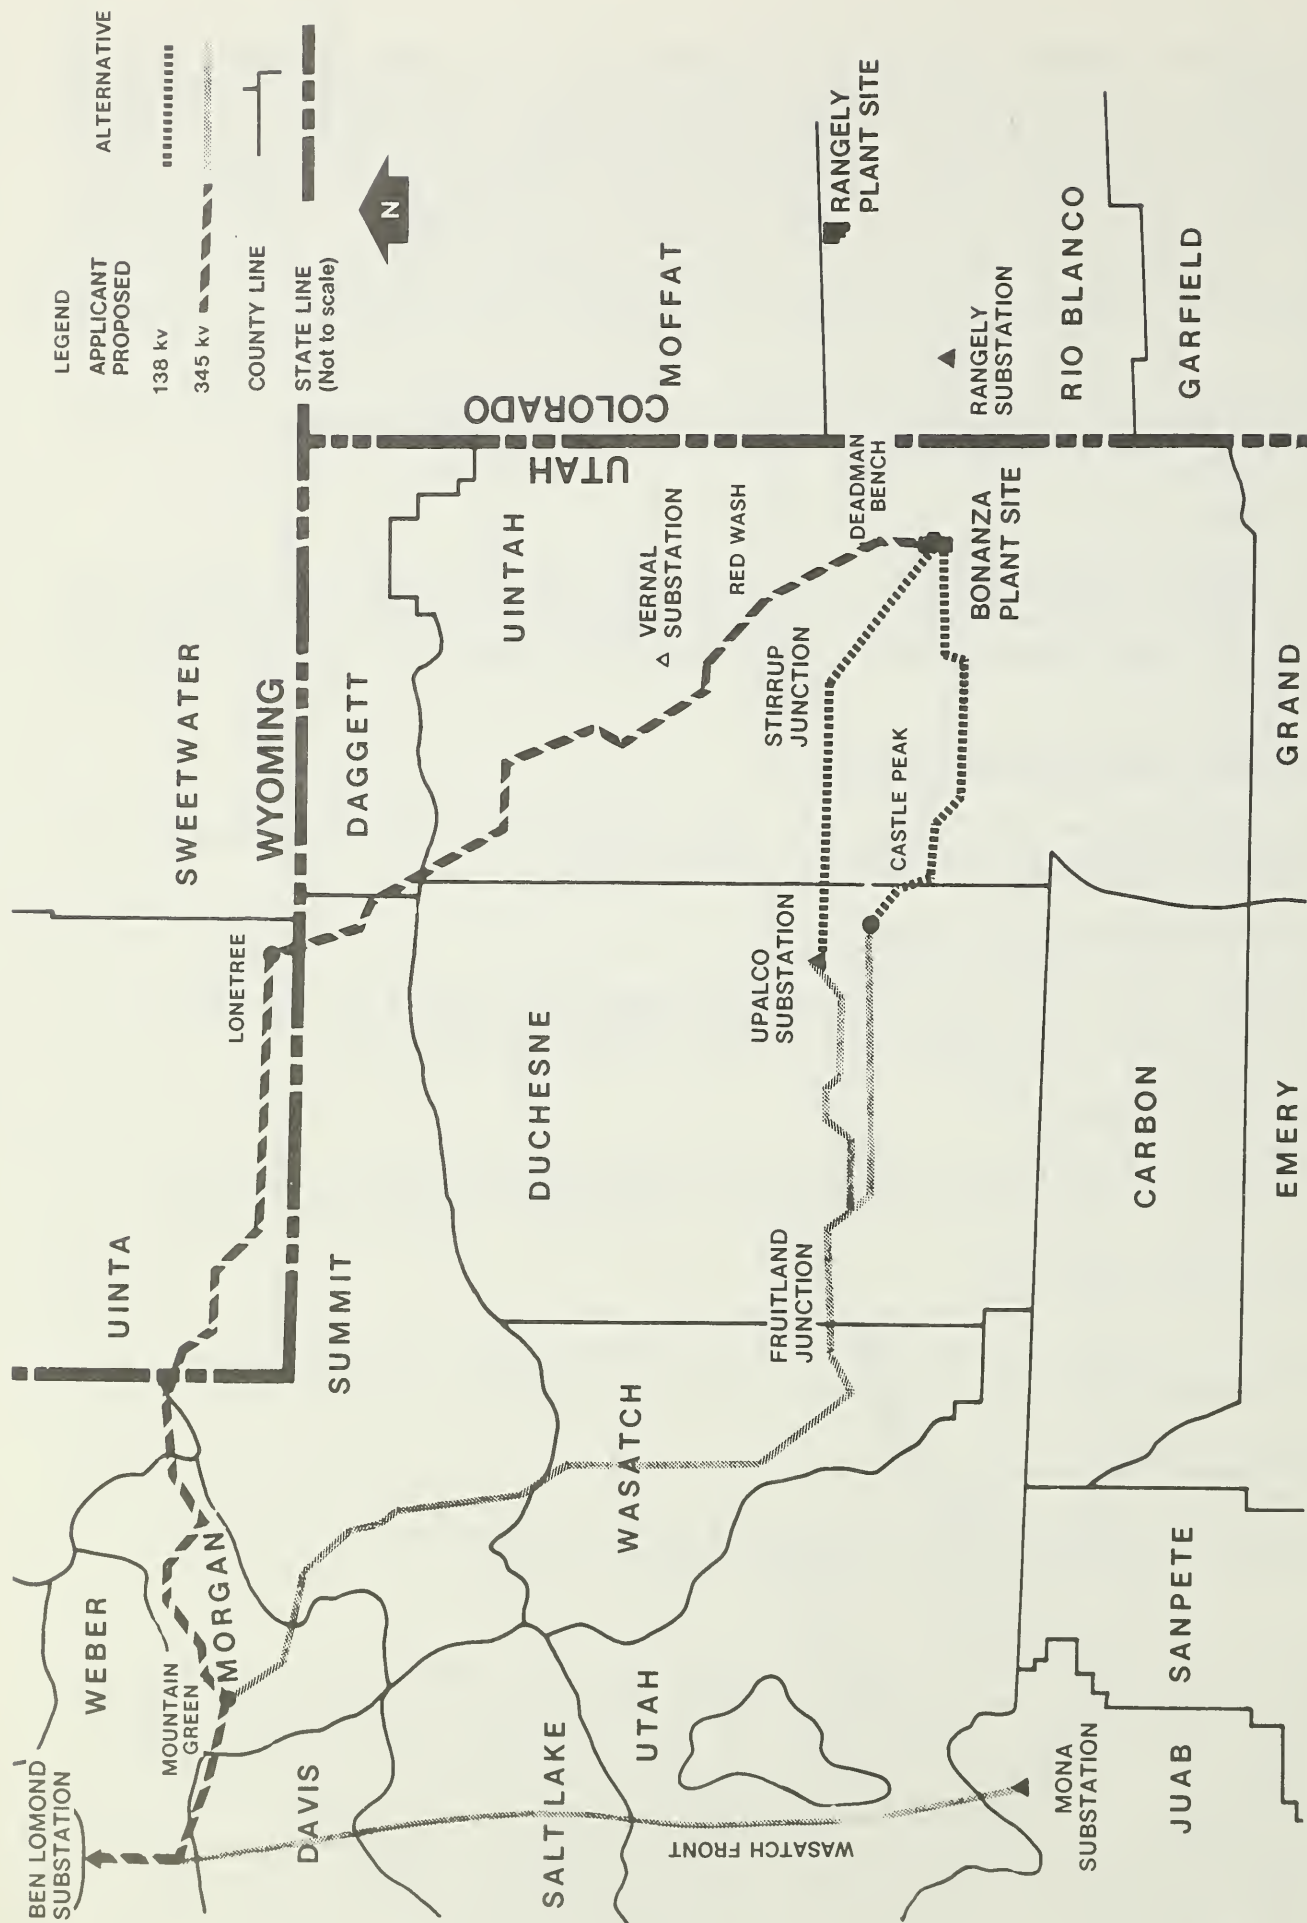 LEGEND
APPLICANT
PROPOSED
ALTERNATIVE
138 kv
345 kv
COUNTY LINE
STATE LINE
(Not to scale)
N
BEN LOMOND
SUBSTATION
WEBER
MOUNTAIN
GREEN
MORGAN
DAVIS
UINTA
SUMMIT
LONETREE
SWEETWATER
WYOMING
DAGGETT
UINTAH
UTAH
COLORADO
MOFFAT
VERNAL
SUBSTATION
RED WASH
DEADMAN
BENCH
RANGELY
PLANT SITE
STIRRUP
JUNCTION
CASTLE PEAK
BONANZA
PLANT SITE
RANGELY
SUBSTATION
RIO BLANCO
GARFIELD
DUCHESNE
UPALCO
SUBSTATION
FRUITLAND
JUNCTION
WASATCH
SALT LAKE
UTAH
WASATCH FRONT
MONA
SUBSTATION
JUAB
SANPETE
CARBON
EMERY
GRAND